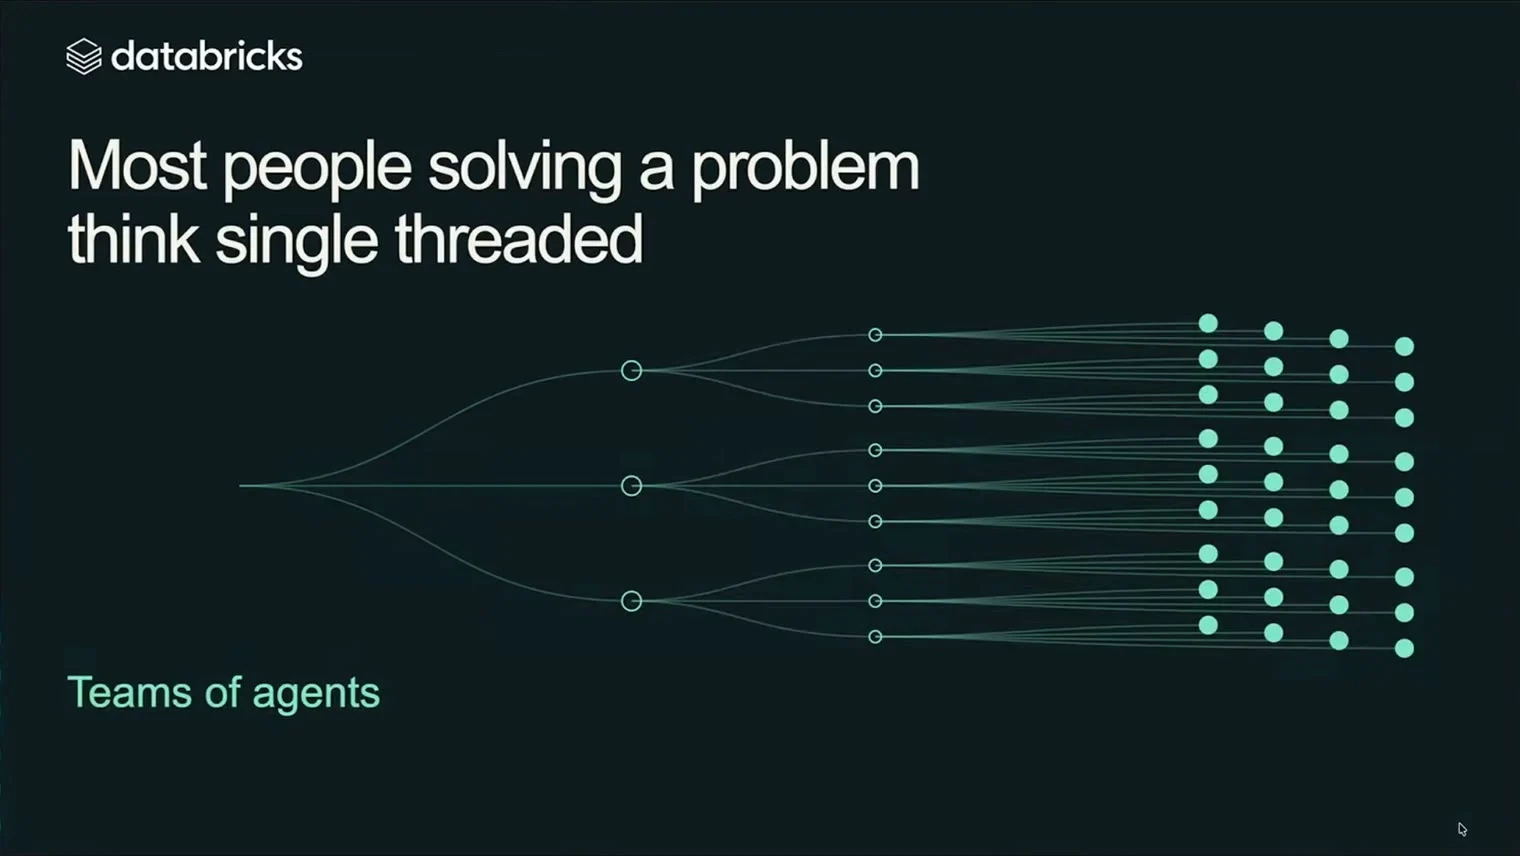 databricks
Most people solving a problem
think single threaded
Teams of agents